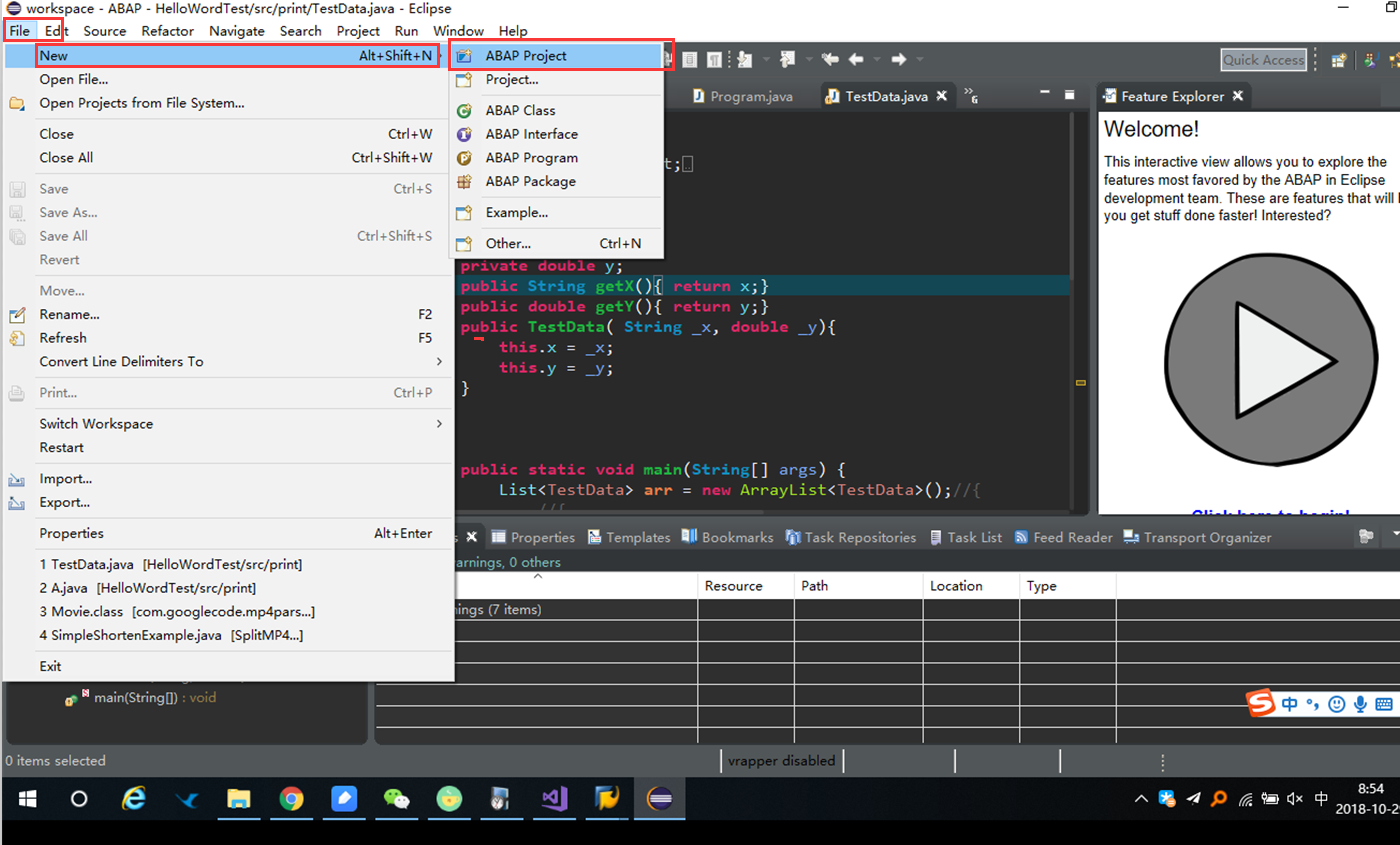 workspace - ABAP - HelloWordTest/src/print/TestData.java - Eclipse
File Edit Source Refactor Navigate Search Project Run Window Help
New Alt+Shift+N
Open File...
Open Projects from File System...
Close Ctrl+W
Close All Ctrl+Shift+W
Save Ctrl+S
Save As...
Save All Ctrl+Shift+S
Revert
Move...
Rename... F2
Refresh F5
Convert Line Delimiters To
Print... Ctrl+P
Switch Workspace
Restart
Import...
Export...
Properties Alt+Enter
1 TestData.java [HelloWordTest/src/print]
2 A.java [HelloWordTest/src/print]
3 Movie.class [com.googlecode.mp4pars...]
4 SimpleShortenExample.java [SplitMP4...]
Exit
ABAP Project
Project...
ABAP Class
ABAP Interface
ABAP Program
ABAP Package
Example...
Other... Ctrl+N
Quick Access
Program.java
TestData.java
t;
private double y;
public String getX(){ return x;}
public double getY(){ return y;}
public TestData( String _x, double _y){
this.x = _x;
this.y = _y;
}
public static void main(String[] args) {
List<TestData> arr = new ArrayList<TestData>();//{
//{
Feature Explorer
Welcome!
This interactive view allows you to explore the
features most favored by the ABAP in Eclipse
development team. These are features that will
you get stuff done faster! Interested?
Click here to begin!
s Properties Templates Bookmarks Task Repositories Task List Feed Reader Transport Organizer
arnings, 0 others
Resource Path Location Type
nings (7 items)
main(String[]) : void
中
0 items selected
vrapper disabled
中
8:54
2018-10-2